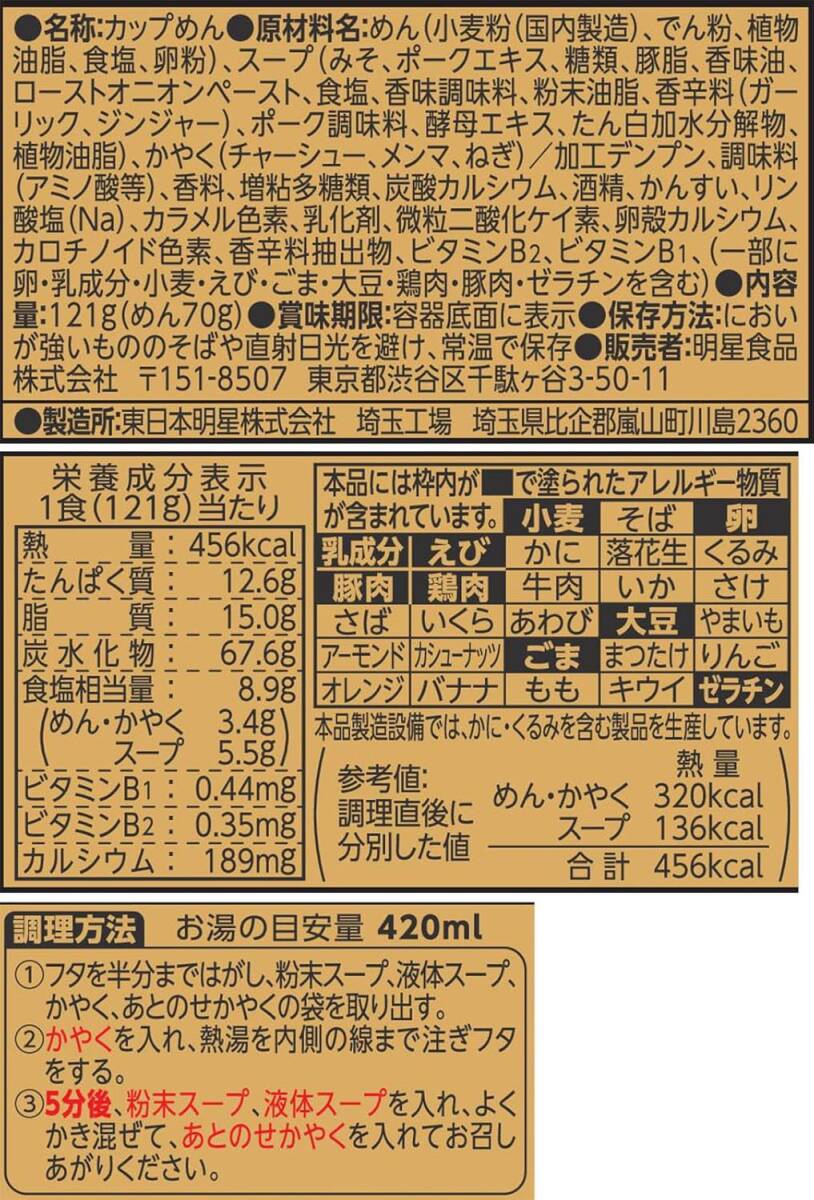 ●名称:カップめん●原材料名:めん(小麦粉(国内製造)、でん粉、植物
油脂、食塩、卵粉)、スープ(みそ、ポークエキス、糖類、豚脂、香味油、
ローストオニオンペースト、食塩、香味調味料、粉末油脂、香辛料(ガー
リック、ジンジャー)、ポーク調味料、酵母エキス、たん白加水分解物、
植物油脂)、かやく(チャーシュー、メンマ、ねぎ)／加工デンプン、調味料
(アミノ酸等)、香料、増粘多糖類、炭酸カルシウム、酒精、かんすい、リン
酸塩(Na)、カラメル色素、乳化剤、微粒二酸化ケイ素、卵殻カルシウム、
カロチノイド色素、香辛料抽出物、ビタミンB2、ビタミンB1、(一部に
卵・乳成分・小麦・えび・ごま・大豆・鶏肉・豚肉・ゼラチンを含む)●内容
量:121g(めん70g)●賞味期限:容器底面に表示●保存方法:におい
が強いもののそばや直射日光を避け、常温で保存●販売者:明星食品
株式会社 〒151-8507 東京都渋谷区千駄ヶ谷3-50-11
●製造所:東日本明星株式会社 埼玉工場 埼玉県比企郡嵐山町川島2360
栄養成分表示
1食(121g)当たり
熱量:456kcal
たんぱく質:12.6g
脂質:15.0g
炭水化物:67.6g
食塩相当量:8.9g
(めん・かやく 3.4g
スープ 5.5g)
ビタミンB1:0.44mg
ビタミンB2:0.35mg
カルシウム:189mg
本品には枠内が■で塗られたアレルギー物質
が含まれています。 小麦 そば 卵
乳成分 えび かに 落花生 くるみ
豚肉 鶏肉 牛肉 いか さけ
さば いくら あわび 大豆 やまいも
アーモンド カシューナッツ ごま まつたけ りんご
オレンジ バナナ もも キウイ ゼラチン
本品製造設備では、かに・くるみを含む製品を生産しています。
熱量
参考値:
調理直後に
分別した値
めん・かやく 320kcal
スープ 136kcal
合計 456kcal
調理方法 お湯の目安量 420ml
①フタを半分まではがし、粉末スープ、液体スープ、
かやく、あとのせかやくの袋を取り出す。
②かやくを入れ、熱湯を内側の線まで注ぎフタ
をする。
③5分後、粉末スープ、液体スープを入れ、よく
かき混ぜて、あとのせかやくを入れてお召し
あがりください。